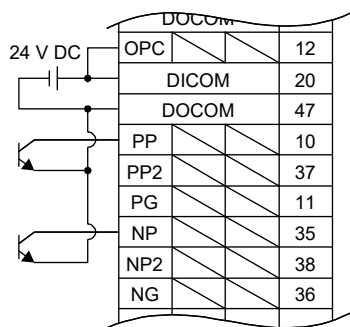 DOCOM
24 V DC
OPC 12
DICOM 20
DOCOM 47
PP 10
PP2 37
PG 11
NP 35
NP2 38
NG 36